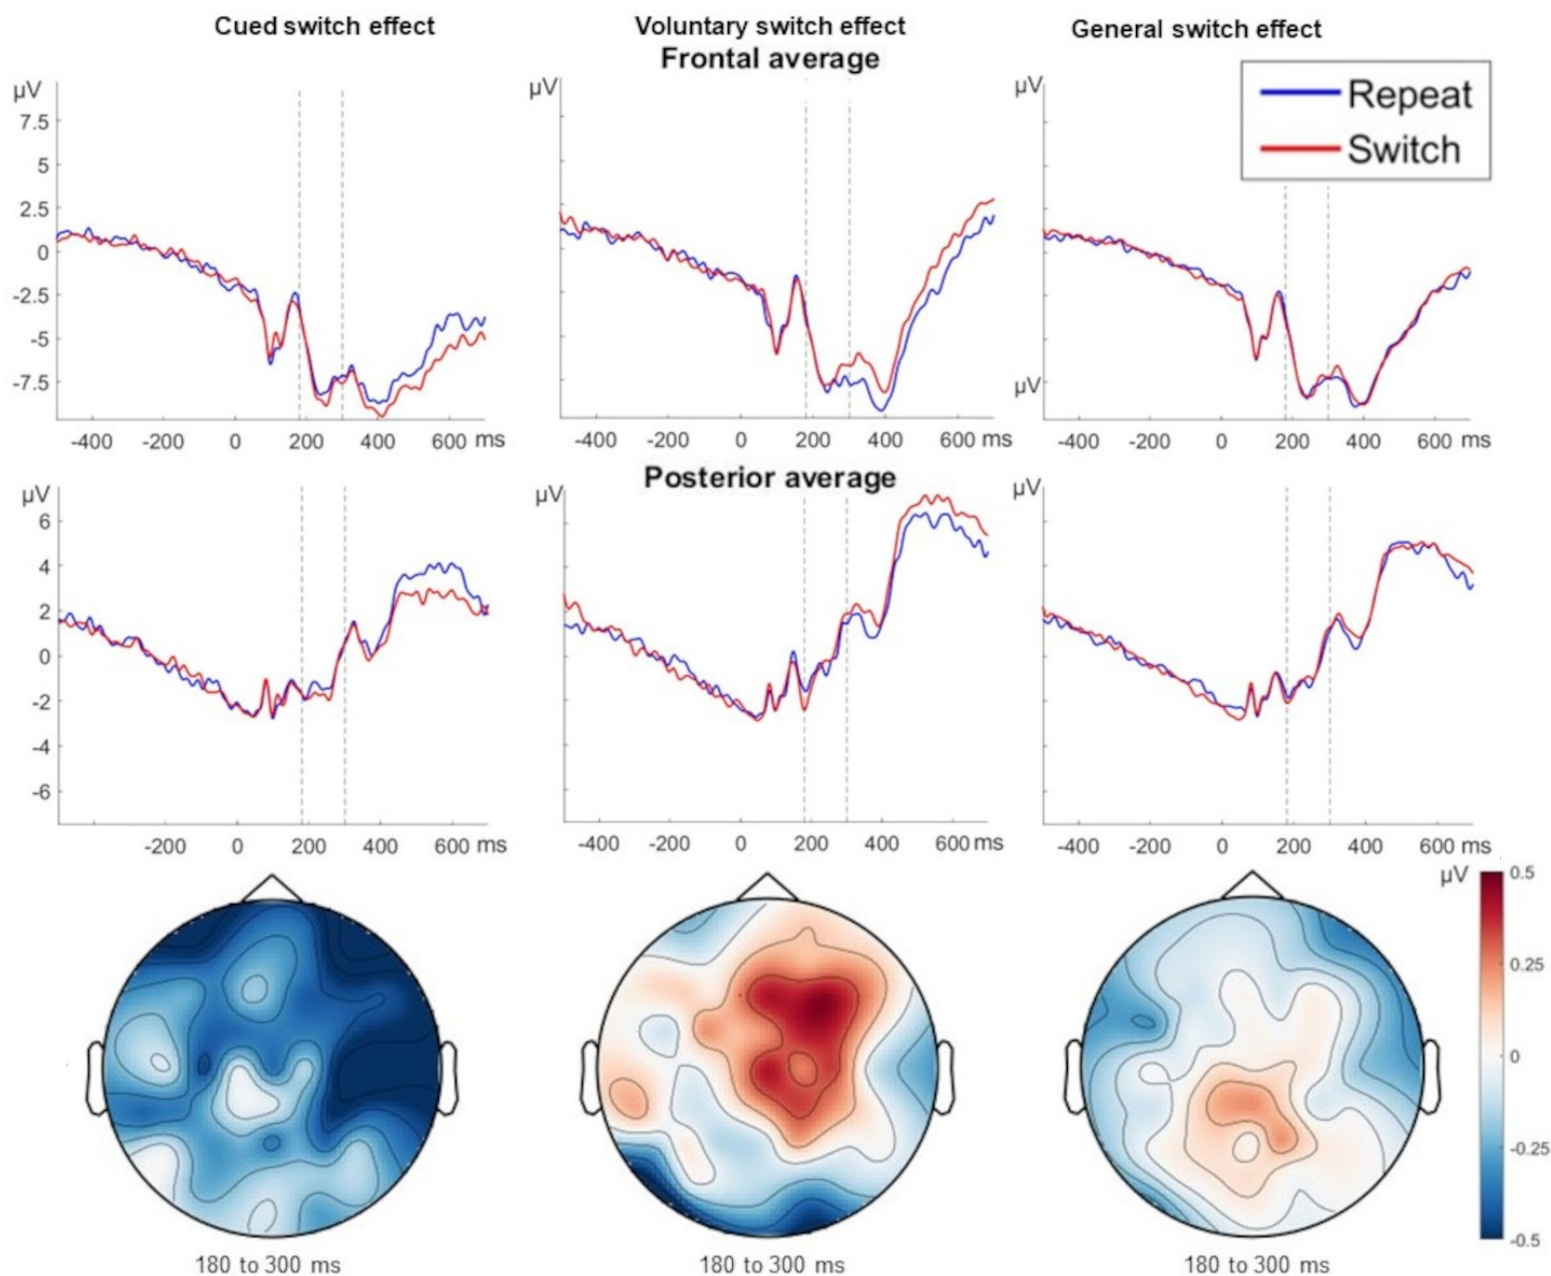 Cued switch effect
Voluntary switch effect
General switch effect
Frontal average
µV
7.5
5
2.5
0
-2.5
-5
-7.5
-400 -200 0 200 400 600 ms
µV
-400 -200 0 200 400 600 ms
µV
µV
-400 -200 0 200 400 600 ms
Repeat
Switch
Posterior average
µV
6
4
2
0
-2
-4
-6
-200 0 200 400 600 ms
µV
-400 -200 0 200 400 600 ms
µV
-400 -200 0 200 400 600 ms
µV
0.5
0.25
0
-0.25
-0.5
180 to 300 ms
180 to 300 ms
180 to 300 ms